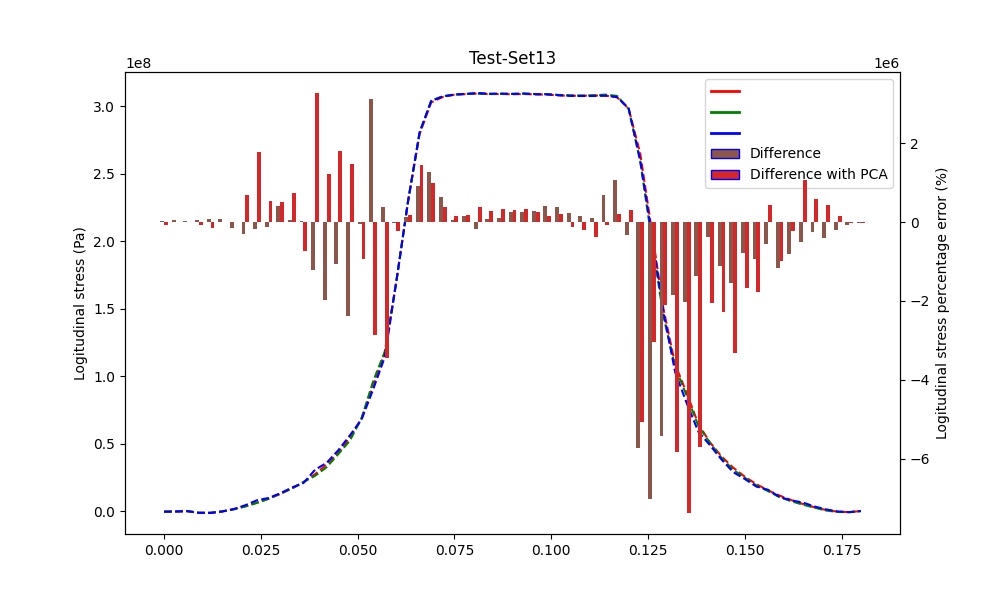 Test-Set13
1e8
1e6
3.0
2.5
2.0
1.5
1.0
0.5
0.0
Logitudinal stress (Pa)
Difference
Difference with PCA
2
0
−2
−4
−6
Logitudinal stress percentage error (%)
0.000 0.025 0.050 0.075 0.100 0.125 0.150 0.175